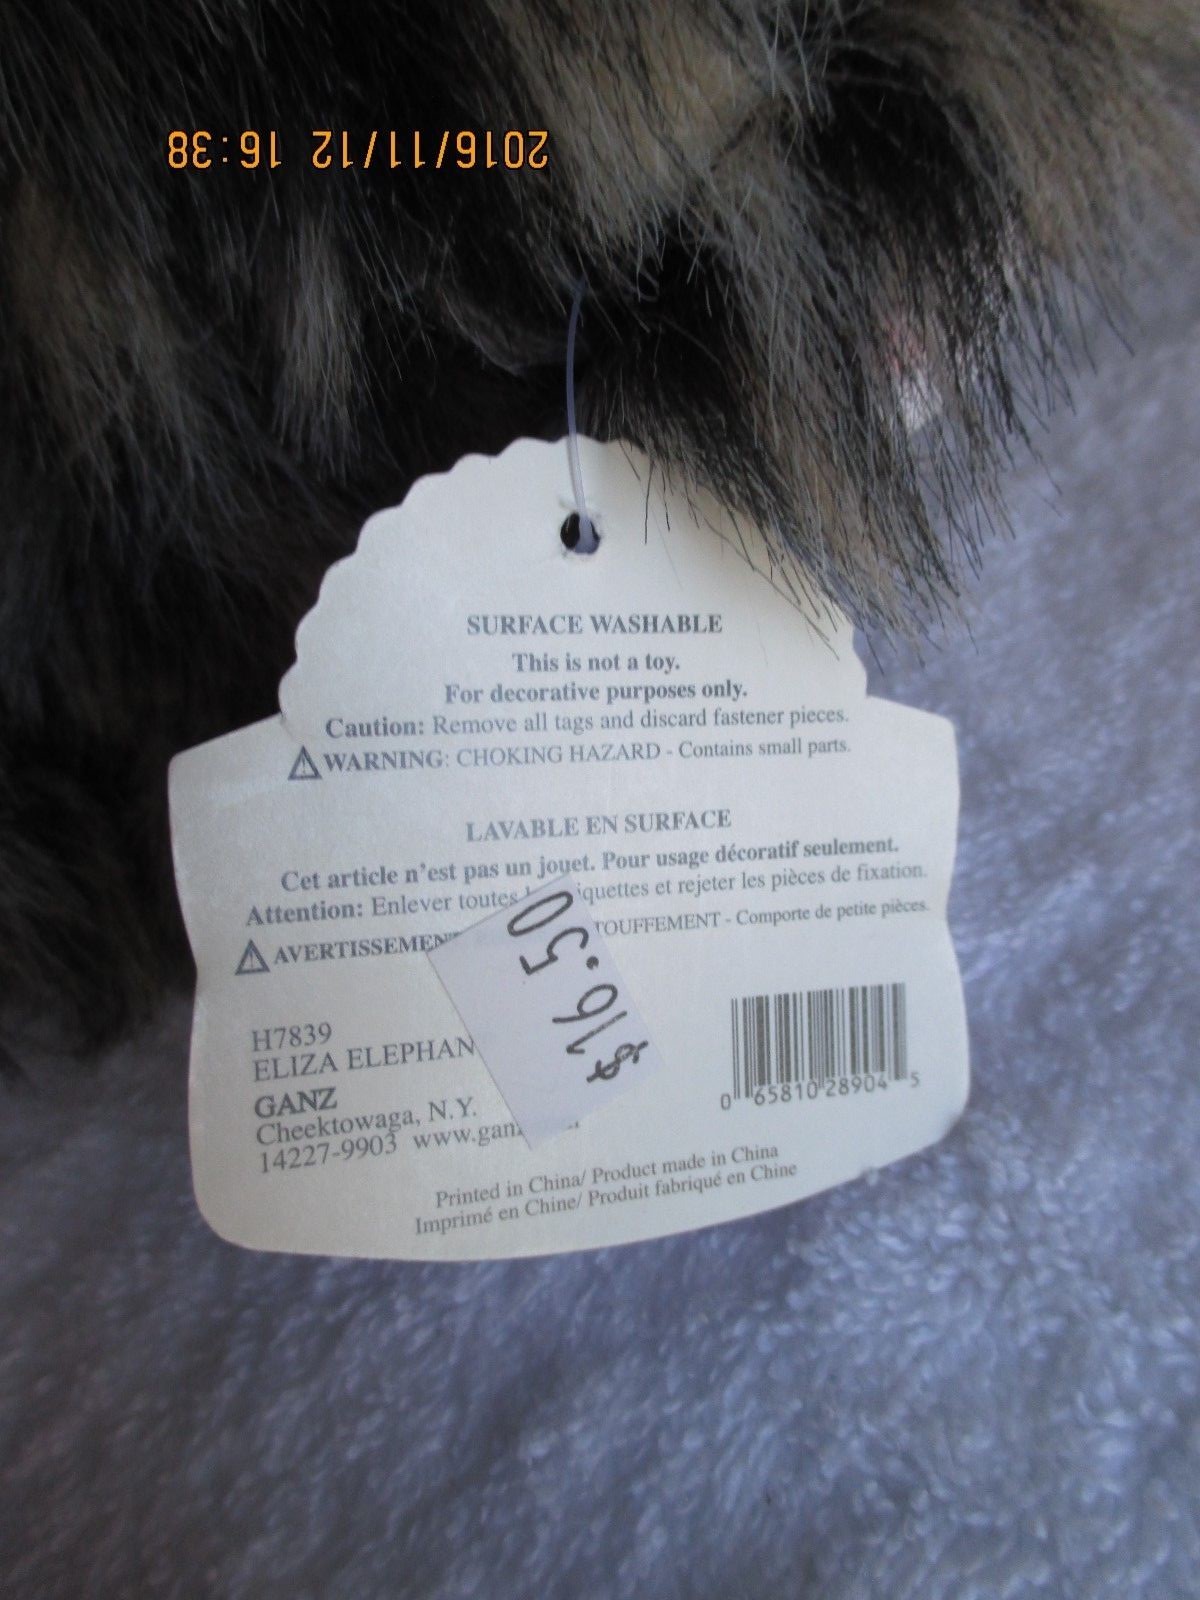 2016/11/12 16:38
SURFACE WASHABLE
This is not a toy.
For decorative purposes only.
Caution: Remove all tags and discard fastener pieces.
⚠ WARNING: CHOKING HAZARD - Contains small parts.
LAVABLE EN SURFACE
Cet article n'est pas un jouet. Pour usage décoratif seulement.
Attention: Enlever toutes iquettes et rejeter les pièces de fixation.
⚠ AVERTISSEMEN TOUFFEMENT - Comporte de petite pièces.
$16.50
H7839
ELIZA ELEPHAN
GANZ
Cheektowaga, N.Y.
14227-9903 www.gan
0 65810 28904 5
Printed in China/ Product made in China
Imprimé en Chine/ Produit fabriqué en Chine